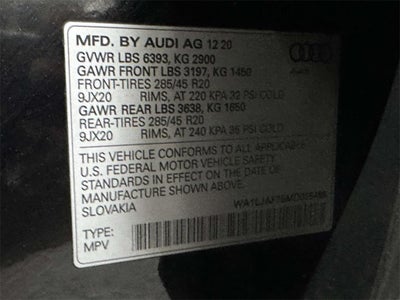 MFD. BY AUDI AG 12 20
GVWR LBS 6393, KG 2900
GAWR FRONT LBS 3197, KG 1450
FRONT-TIRES 285/45 R20
9JX20 RIMS, AT 220 KPA 32 PSI COLD
GAWR REAR LBS 3638, KG 1650
REAR-TIRES 285/45 R20
9JX20 RIMS, AT 240 KPA 35 PSI COLD
THIS VEHICLE CONFORMS TO ALL APPLICABLE
U.S. FEDERAL MOTOR VEHICLE SAFETY
STANDARDS IN EFFECT ON THE DATE OF
MANUFACTURE SHOWN ABOVE.
SLOVAKIA
TYPE:
MPV